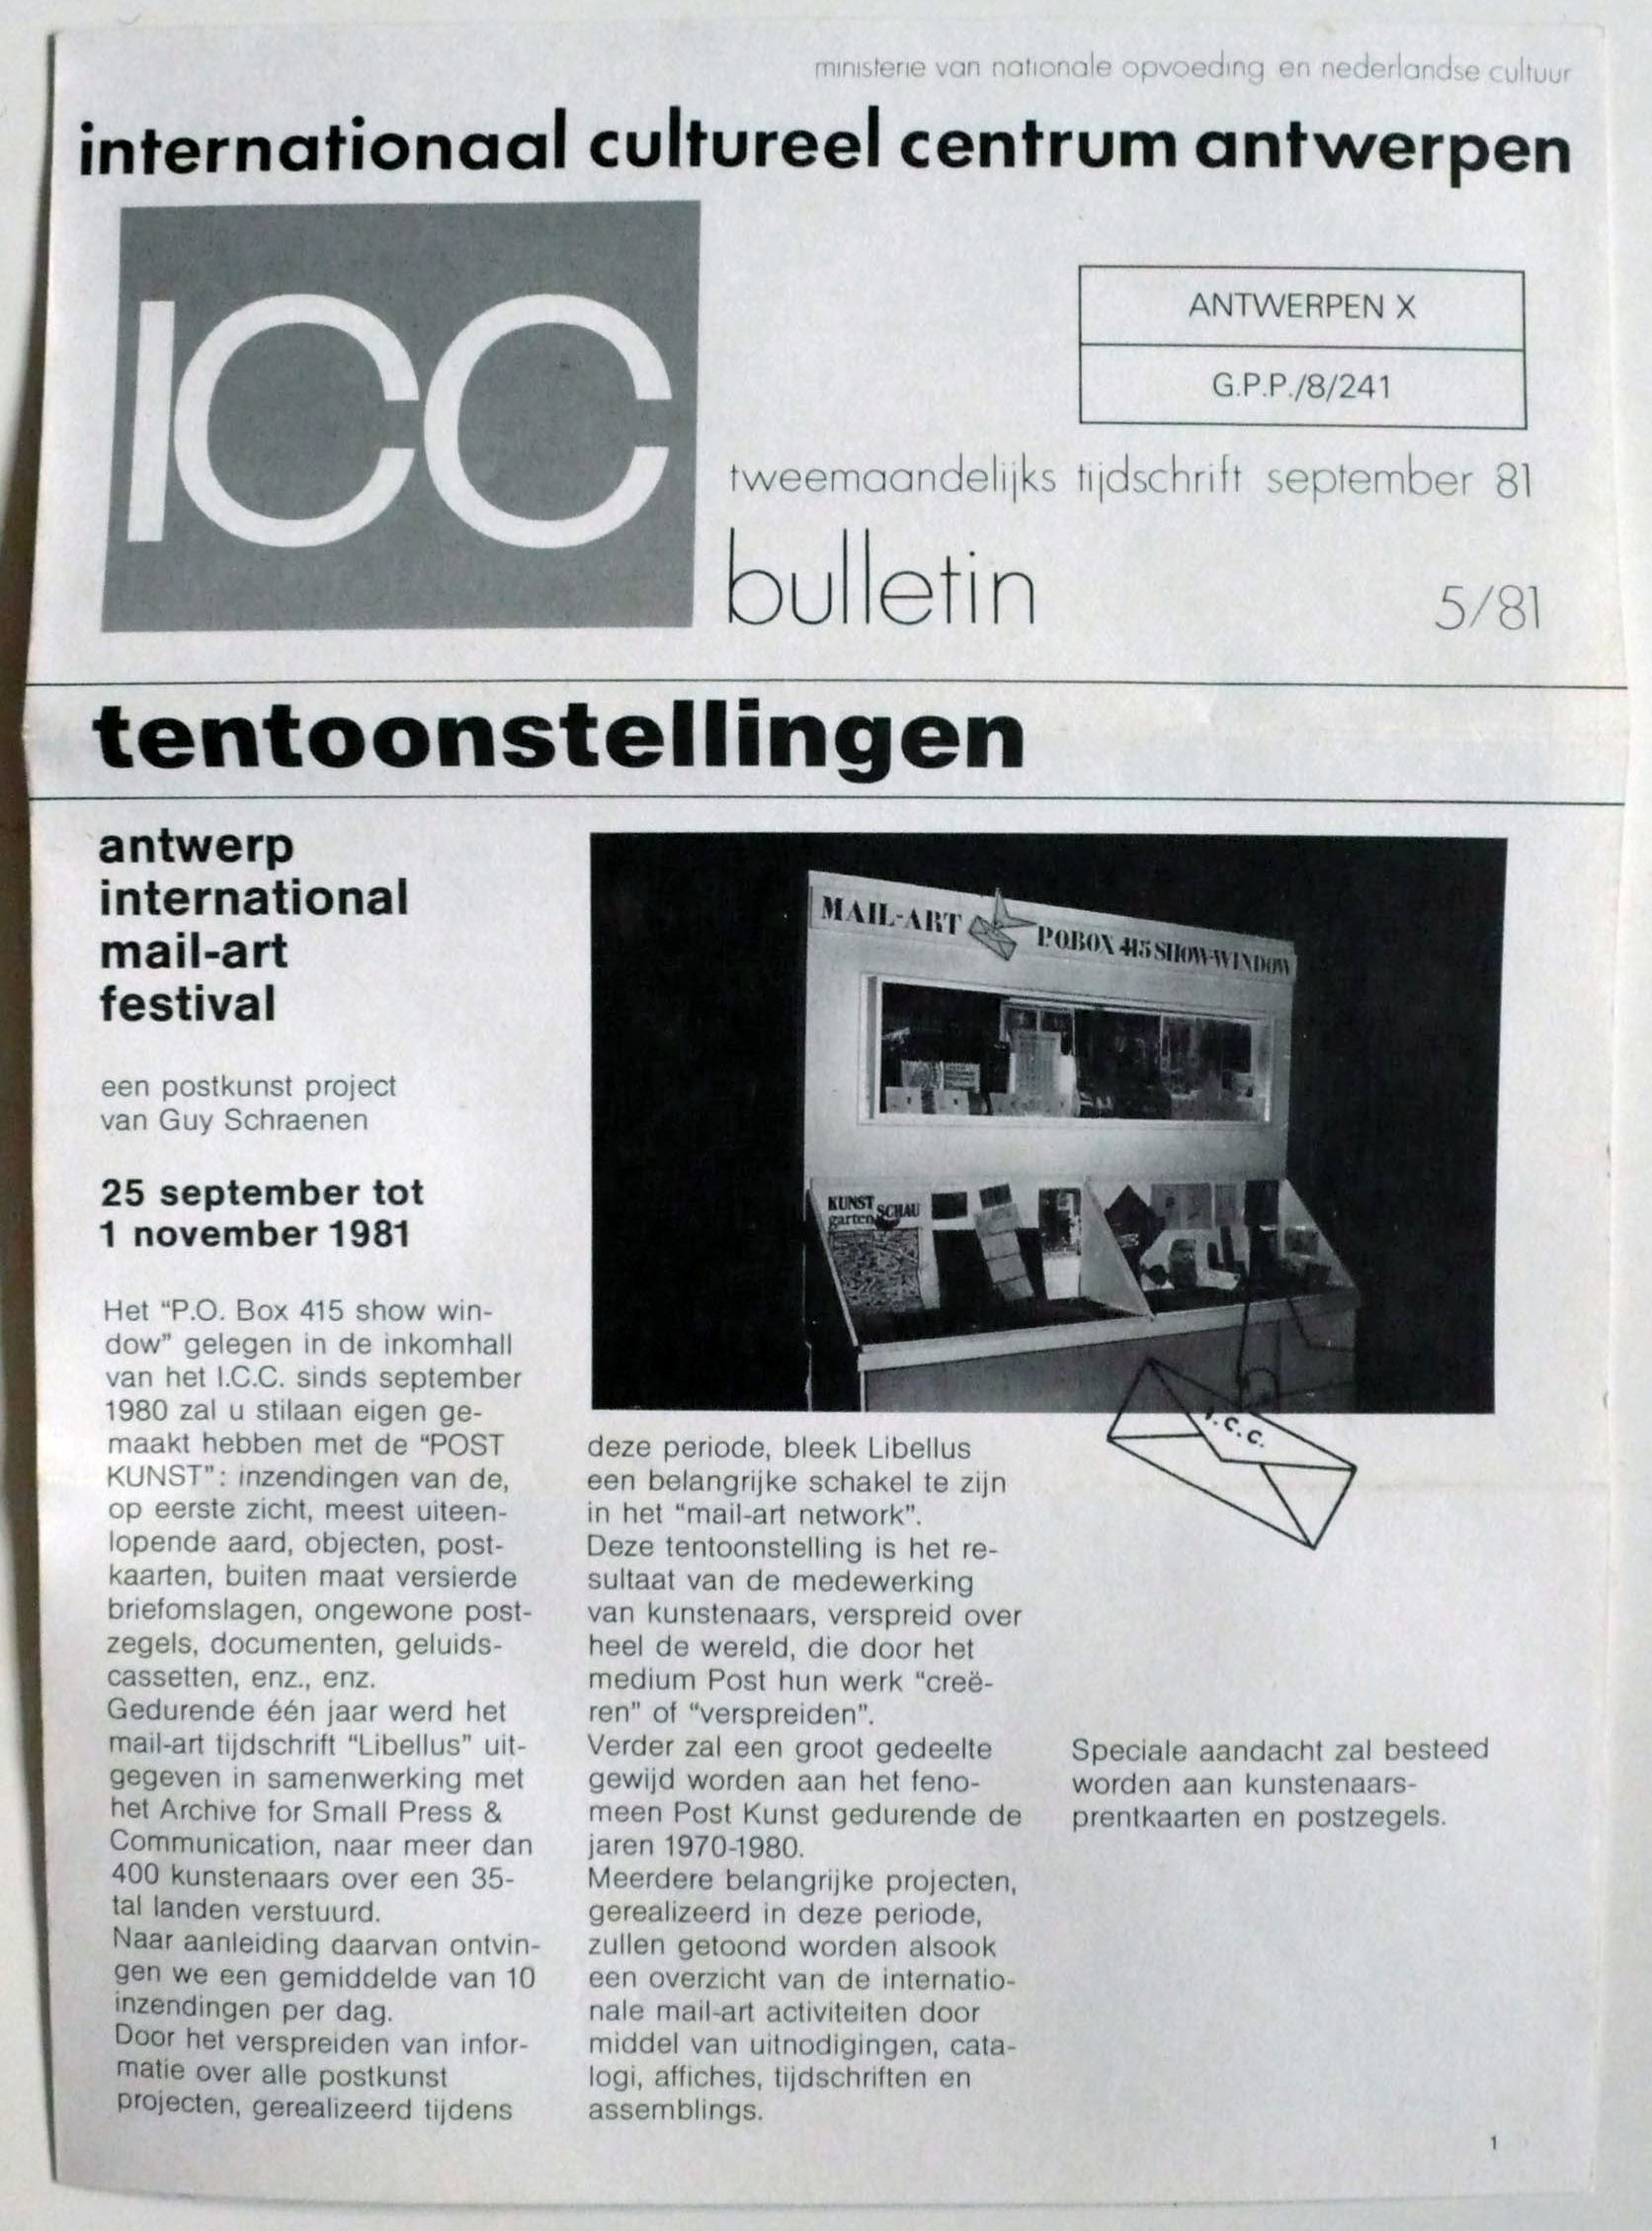 ministerie van nationale opvoeding en nederlandse cultuur
internationaal cultureel centrum antwerpen
ICC
ANTWERPEN X
G.P.P./8/241
tweemaandelijks tijdschrift september 81
bulletin
5/81
tentoonstellingen
antwerp
international
mail-art
festival
een postkunst project
van Guy Schraenen
25 september tot
1 november 1981
Het “P.O. Box 415 show win-
dow” gelegen in de inkomhall
van het I.C.C. sinds september
1980 zal u stilaan eigen ge-
maakt hebben met de “POST
KUNST”: inzendingen van de,
op eerste zicht, meest uiteen-
lopende aard, objecten, post-
kaarten, buiten maat versierde
briefomslagen, ongewone post-
zegels, documenten, geluids-
cassetten, enz., enz.
Gedurende één jaar werd het
mail-art tijdschrift “Libellus” uit-
gegeven in samenwerking met
het Archive for Small Press &
Communication, naar meer dan
400 kunstenaars over een 35-
tal landen verstuurd.
Naar aanleiding daarvan ontvin-
gen we een gemiddelde van 10
inzendingen per dag.
Door het verspreiden van infor-
matie over alle postkunst
projecten, gerealizeerd tijdens
MAIL-ART P.O.BOX 415 SHOW-WINDOW
KUNST SCHAU
garten
I.C.C.
deze periode, bleek Libellus
een belangrijke schakel te zijn
in het “mail-art network”.
Deze tentoonstelling is het re-
sultaat van de medewerking
van kunstenaars, verspreid over
heel de wereld, die door het
medium Post hun werk “creë-
ren” of “verspreiden”.
Verder zal een groot gedeelte
gewijd worden aan het feno-
meen Post Kunst gedurende de
jaren 1970-1980.
Meerdere belangrijke projecten,
gerealizeerd in deze periode,
zullen getoond worden alsook
een overzicht van de internatio-
nale mail-art activiteiten door
middel van uitnodigingen, cata-
logi, affiches, tijdschriften en
assemblings.
Speciale aandacht zal besteed
worden aan kunstenaars-
prentkaarten en postzegels.
1